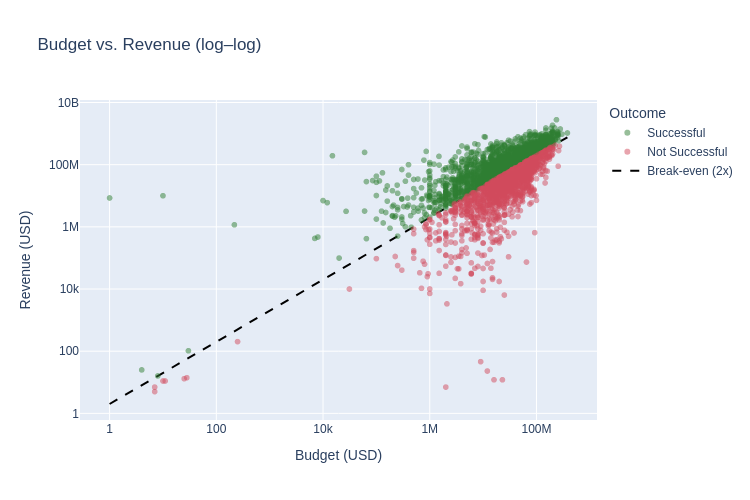 Budget vs. Revenue (log–log)
Outcome
Successful
Not Successful
Break-even (2x)
Revenue (USD)
10B
100M
1M
10k
100
1
1
100
10k
1M
100M
Budget (USD)